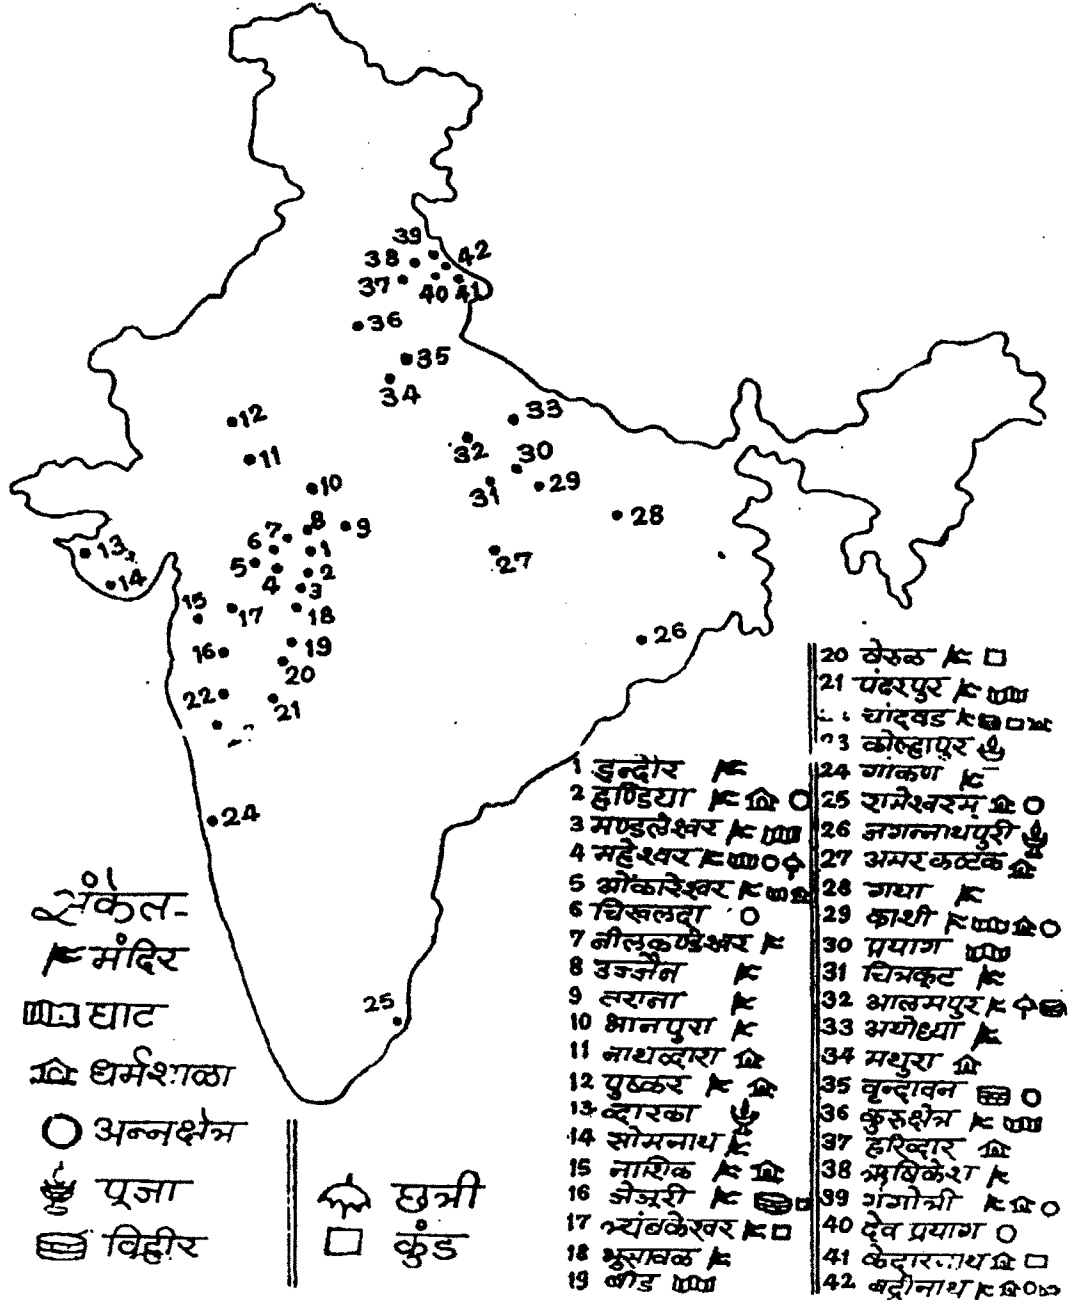 39
38
42
37
40
41
36
35
34
12
33
11
32
30
31
29
10
28
8
9
7
6
1
27
13
5
2
14
4
3
15
17
18
26
16
19
20
22
21
24
25
संकेत-
मंदिर
घाट
धर्मशाळा
अन्नक्षेत्र
पूजा
विहीर
छत्री
कुंड
1 इन्दौर
2 हण्डिया
3 मण्डलेश्वर
4 महेश्वर
5 ओंकारेश्वर
6 चिखलदा
7 नीलकण्ठेश्वर
8 उज्जैन
9 तराना
10 भानपुरा
11 नाथव्दारा
12 पुष्कर
13 व्दारका
14 सोमनाथ
15 नाशिक
16 जेजूरी
17 त्र्यंबकेश्वर
18 भूसावळ
19 बीड
20 वेरुळ
21 पंढरपुर
चांदवड
23 कोल्हापूर
24 गोकर्ण
25 रामेश्वरम्
26 जगन्नाथपुरी
27 अमरकण्टक
28 गया
29 काशी
30 प्रयाग
31 चित्रकूट
32 आलमपुर
33 अयोध्या
34 मथुरा
35 वृन्दावन
36 कुरुक्षेत्र
37 हरिव्दार
38 ऋषिकेश
39 गंगोत्री
40 देव प्रयाग
41 केदारनाथ
42 बद्रीनाथ